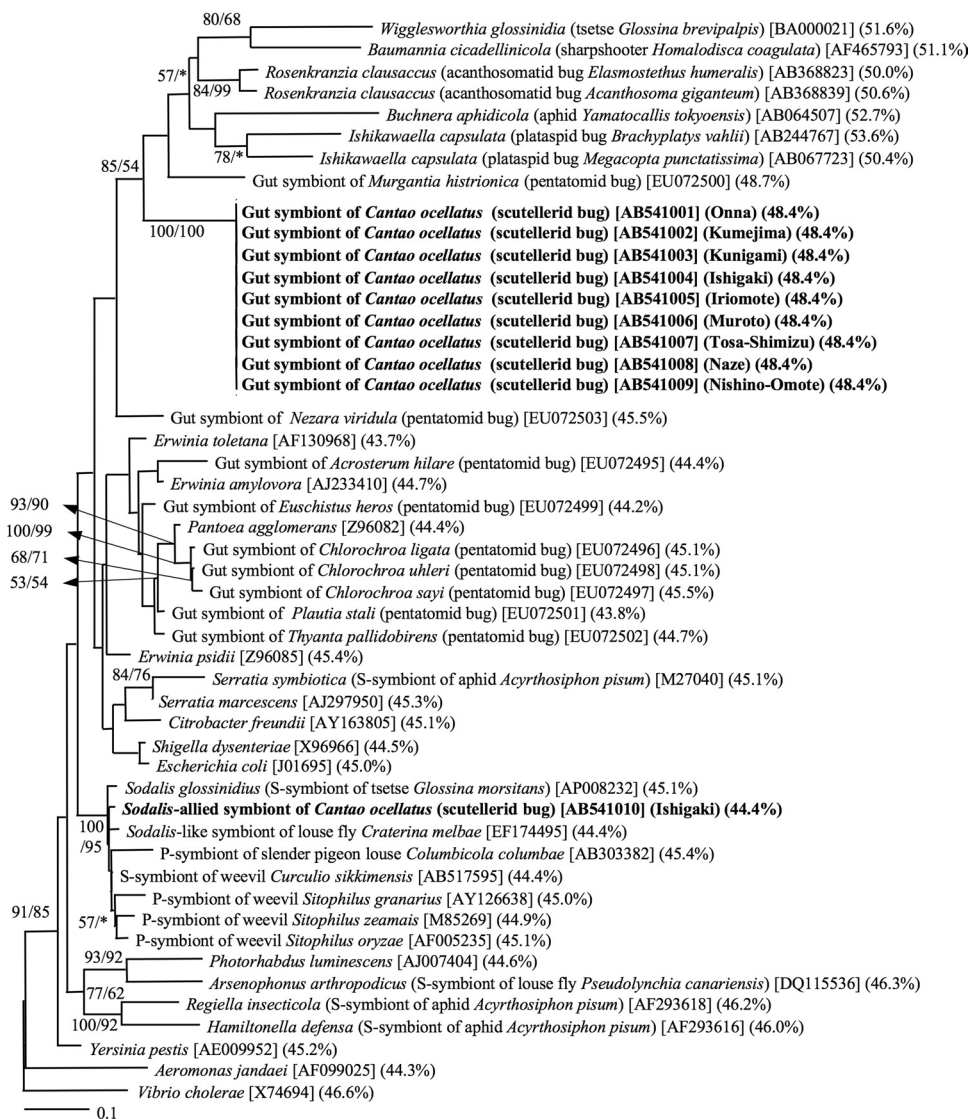 80/68
Wigglesworthia glossinidia (tsetse Glossina brevipalpis) [BA000021] (51.6%)
Baumannia cicadellinicola (sharpshooter Homalodisca coagulata) [AF465793] (51.1%)
57/*
Rosenkranzia clausaccus (acanthosomatid bug Elasmostethus humeralis) [AB368823] (50.0%)
84/99
Rosenkranzia clausaccus (acanthosomatid bug Acanthosoma giganteum) [AB368839] (50.6%)
Buchnera aphidicola (aphid Yamatocallis tokyoensis) [AB064507] (52.7%)
Ishikawaella capsulata (plataspid bug Brachyplatys vahlii) [AB244767] (53.6%)
78/*
Ishikawaella capsulata (plataspid bug Megacopta punctatissima) [AB067723] (50.4%)
85/54
Gut symbiont of Murgantia histrionica (pentatomid bug) [EU072500] (48.7%)
100/100
Gut symbiont of Cantao ocellatus (scutellerid bug) [AB541001] (Onna) (48.4%)
Gut symbiont of Cantao ocellatus (scutellerid bug) [AB541002] (Kumejima) (48.4%)
Gut symbiont of Cantao ocellatus (scutellerid bug) [AB541003] (Kunigami) (48.4%)
Gut symbiont of Cantao ocellatus (scutellerid bug) [AB541004] (Ishigaki) (48.4%)
Gut symbiont of Cantao ocellatus (scutellerid bug) [AB541005] (Iriomote) (48.4%)
Gut symbiont of Cantao ocellatus (scutellerid bug) [AB541006] (Muroto) (48.4%)
Gut symbiont of Cantao ocellatus (scutellerid bug) [AB541007] (Tosa-Shimizu) (48.4%)
Gut symbiont of Cantao ocellatus (scutellerid bug) [AB541008] (Naze) (48.4%)
Gut symbiont of Cantao ocellatus (scutellerid bug) [AB541009] (Nishino-Omote) (48.4%)
Gut symbiont of Nezara viridula (pentatomid bug) [EU072503] (45.5%)
Erwinia toletana [AF130968] (43.7%)
Gut symbiont of Acrosterum hilare (pentatomid bug) [EU072495] (44.4%)
Erwinia amylovora [AJ233410] (44.7%)
93/90
Gut symbiont of Euschistus heros (pentatomid bug) [EU072499] (44.2%)
100/99
Pantoea agglomerans [Z96082] (44.4%)
Gut symbiont of Chlorochroa ligata (pentatomid bug) [EU072496] (45.1%)
68/71
Gut symbiont of Chlorochroa uhleri (pentatomid bug) [EU072498] (45.1%)
53/54
Gut symbiont of Chlorochroa sayi (pentatomid bug) [EU072497] (45.5%)
Gut symbiont of Plautia stali (pentatomid bug) [EU072501] (43.8%)
Gut symbiont of Thyanta pallidobirens (pentatomid bug) [EU072502] (44.7%)
Erwinia psidii [Z96085] (45.4%)
84/76
Serratia symbiotica (S-symbiont of aphid Acyrthosiphon pisum) [M27040] (45.1%)
Serratia marcescens [AJ297950] (45.3%)
Citrobacter freundii [AY163805] (45.1%)
Shigella dysenteriae [X96966] (44.5%)
Escherichia coli [J01695] (45.0%)
Sodalis glossinidius (S-symbiont of tsetse Glossina morsitans) [AP008232] (45.1%)
Sodalis-allied symbiont of Cantao ocellatus (scutellerid bug) [AB541010] (Ishigaki) (44.4%)
100
/95
Sodalis-like symbiont of louse fly Craterina melbae [EF174495] (44.4%)
P-symbiont of slender pigeon louse Columbicola columbae [AB303382] (45.4%)
S-symbiont of weevil Curculio sikkimensis [AB517595] (44.4%)
P-symbiont of weevil Sitophilus granarius [AY126638] (45.0%)
91/85
57/*
P-symbiont of weevil Sitophilus zeamais [M85269] (44.9%)
P-symbiont of weevil Sitophilus oryzae [AF005235] (45.1%)
93/92
Photorhabdus luminescens [AJ007404] (44.6%)
Arsenophonus arthropodicus (S-symbiont of louse fly Pseudolynchia canariensis) [DQ115536] (46.3%)
77/62
Regiella insecticola (S-symbiont of aphid Acyrthosiphon pisum) [AF293618] (46.2%)
100/92
Hamiltonella defensa (S-symbiont of aphid Acyrthosiphon pisum) [AF293616] (46.0%)
Yersinia pestis [AE009952] (45.2%)
Aeromonas jandaei [AF099025] (44.3%)
Vibrio cholerae [X74694] (46.6%)
0.1